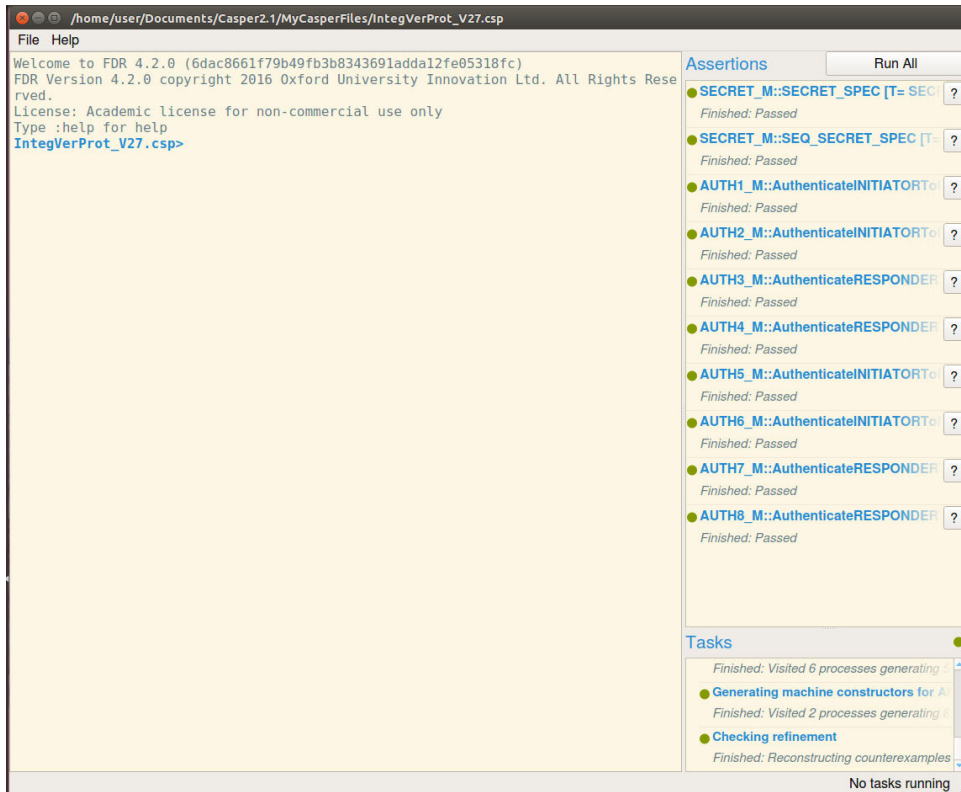 /home/user/Documents/Casper2.1/MyCasperFiles/IntegVerProt_V27.csp
File Help
Welcome to FDR 4.2.0 (6dac8661f79b49fb3b8343691adda12fe05318fc)
FDR Version 4.2.0 copyright 2016 Oxford University Innovation Ltd. All Rights Rese
rved.
License: Academic license for non-commercial use only
Type :help for help
IntegVerProt_V27.csp>
Assertions Run All
SECRET_M::SECRET_SPEC [T= SEC ?
Finished: Passed
SECRET_M::SEQ_SECRET_SPEC [T= ?
Finished: Passed
AUTH1_M::AuthenticateINITIATORTo ?
Finished: Passed
AUTH2_M::AuthenticateINITIATORTo ?
Finished: Passed
AUTH3_M::AuthenticateRESPONDER ?
Finished: Passed
AUTH4_M::AuthenticateRESPONDER ?
Finished: Passed
AUTH5_M::AuthenticateINITIATORTo ?
Finished: Passed
AUTH6_M::AuthenticateINITIATORTo ?
Finished: Passed
AUTH7_M::AuthenticateRESPONDER ?
Finished: Passed
AUTH8_M::AuthenticateRESPONDER ?
Finished: Passed
Tasks
Finished: Visited 6 processes generating
Generating machine constructors for
Finished: Visited 2 processes generating
Checking refinement
Finished: Reconstructing counterexamples
No tasks running